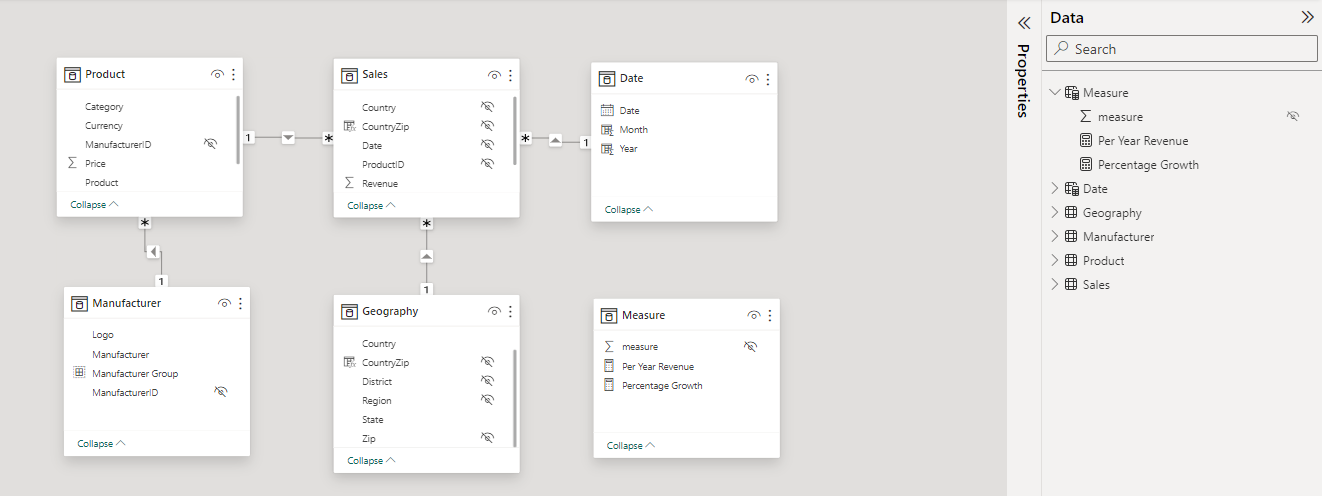 Product
Category
Currency
ManufacturerID
Price
Product
Collapse
1
*
Sales
Country
CountryZip
Date
ProductID
Revenue
Collapse
*
1
Date
Date
Month
Year
Collapse
*
1
*
1
Manufacturer
Logo
Manufacturer
Manufacturer Group
ManufacturerID
Collapse
Geography
Country
CountryZip
District
Region
State
Zip
Collapse
Measure
measure
Per Year Revenue
Percentage Growth
Collapse
Properties
Data
Search
Measure
measure
Per Year Revenue
Percentage Growth
Date
Geography
Manufacturer
Product
Sales